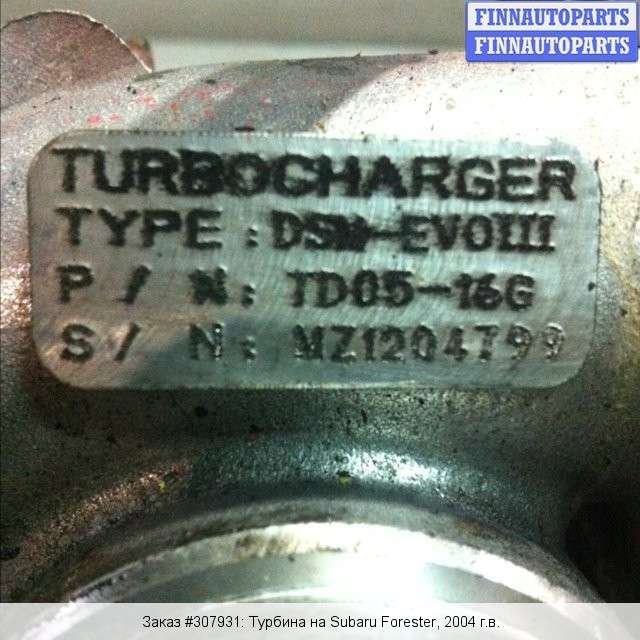 FINNAUTOPARTS
FINNAUTOPARTS
TURBOCHARGER
TYPE: DSM-EVOIII
P/N: TD05-16G
S/N: MZ1204799
Заказ #307931: Турбина на Subaru Forester, 2004 г.в.